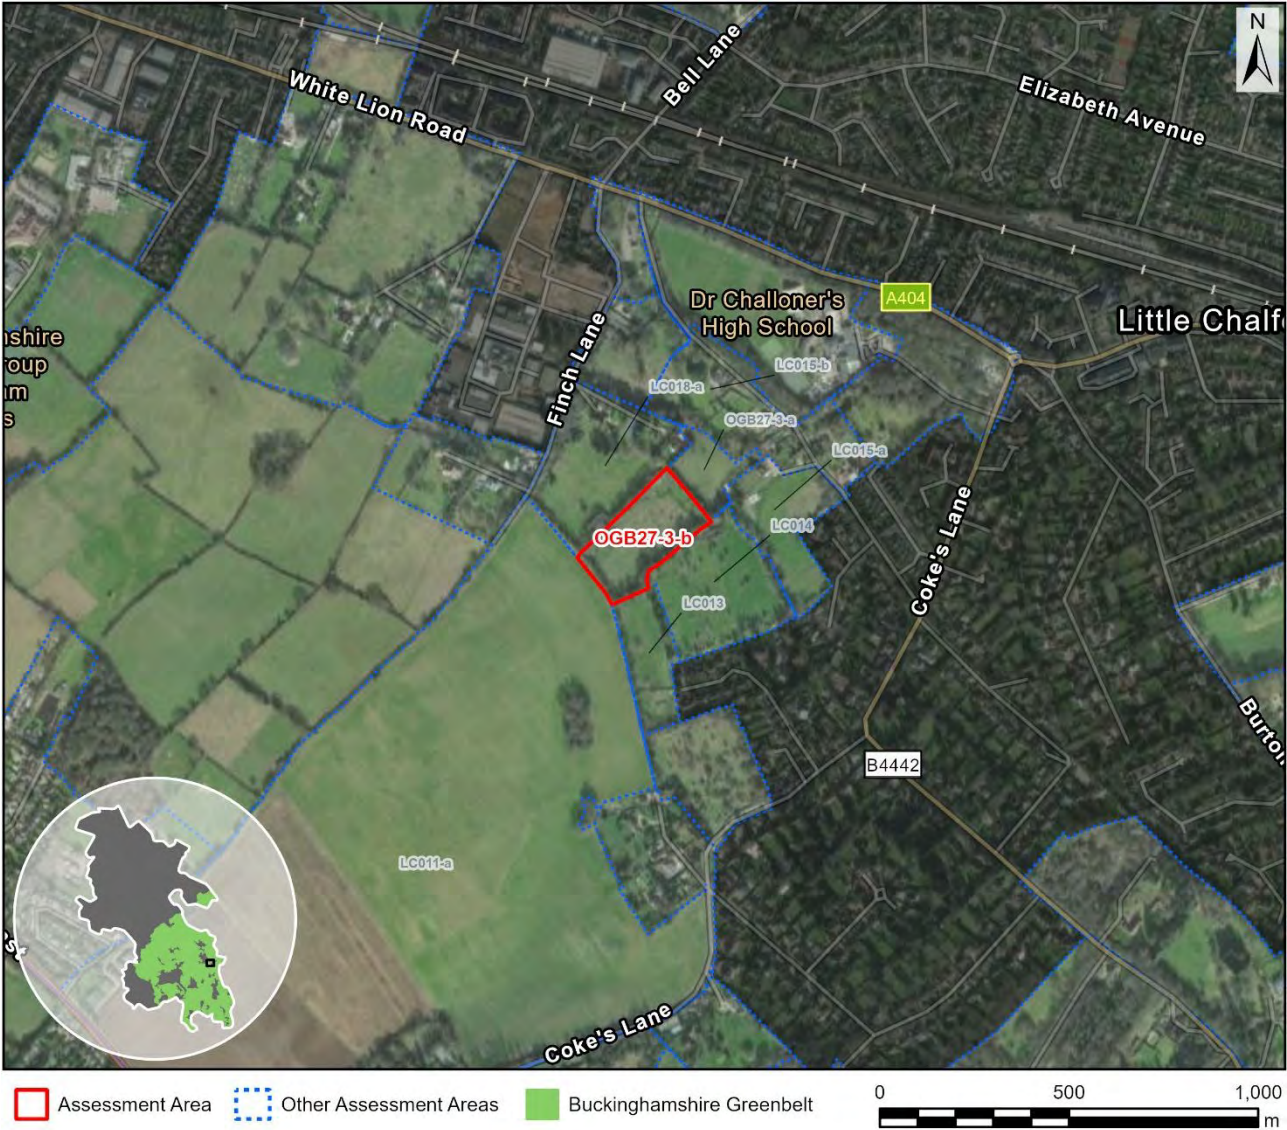 N
Bell Lane
White Lion Road
Elizabeth Avenue
Dr Challoner's
High School
A404
Little Chalf
shire
roup
m
s
Finch Lane
LC018-a
LC015-b
OGB27-3-a
LC015-a
OGB27-3-b
LC014
LC013
Coke's Lane
B4442
Burton
LC011-a
Coke's Lane
Assessment Area
Other Assessment Areas
Buckinghamshire Greenbelt
0 500 1,000
m